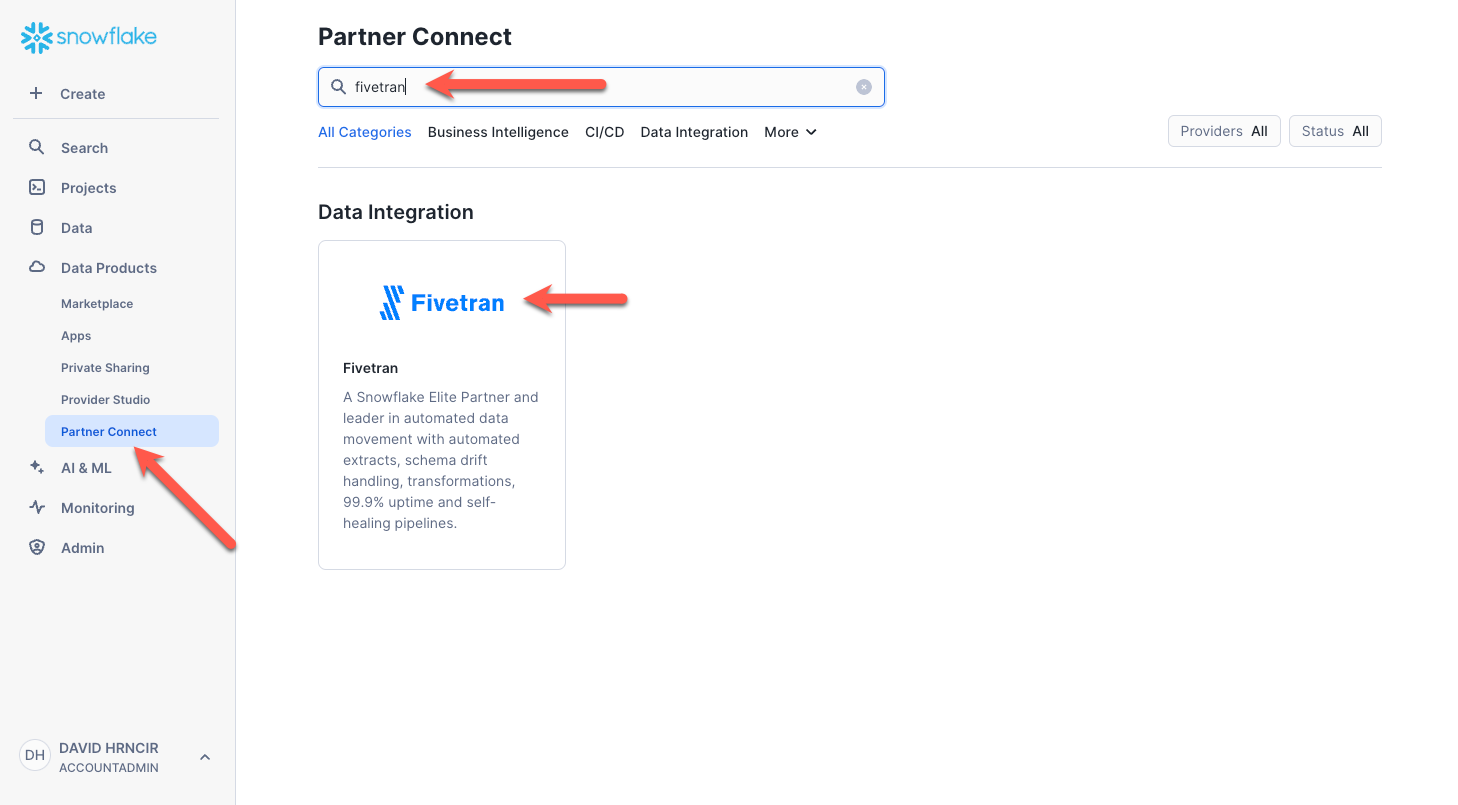 snowflake
Create
Search
Projects
Data
Data Products
Marketplace
Apps
Private Sharing
Provider Studio
Partner Connect
AI & ML
Monitoring
Admin
DH
DAVID HRNCIR
ACCOUNTADMIN
Partner Connect
fivetran
All Categories Business Intelligence CI/CD Data Integration More
Providers All Status All
Data Integration
Fivetran
Fivetran
A Snowflake Elite Partner and
leader in automated data
movement with automated
extracts, schema drift
handling, transformations,
99.9% uptime and self-
healing pipelines.